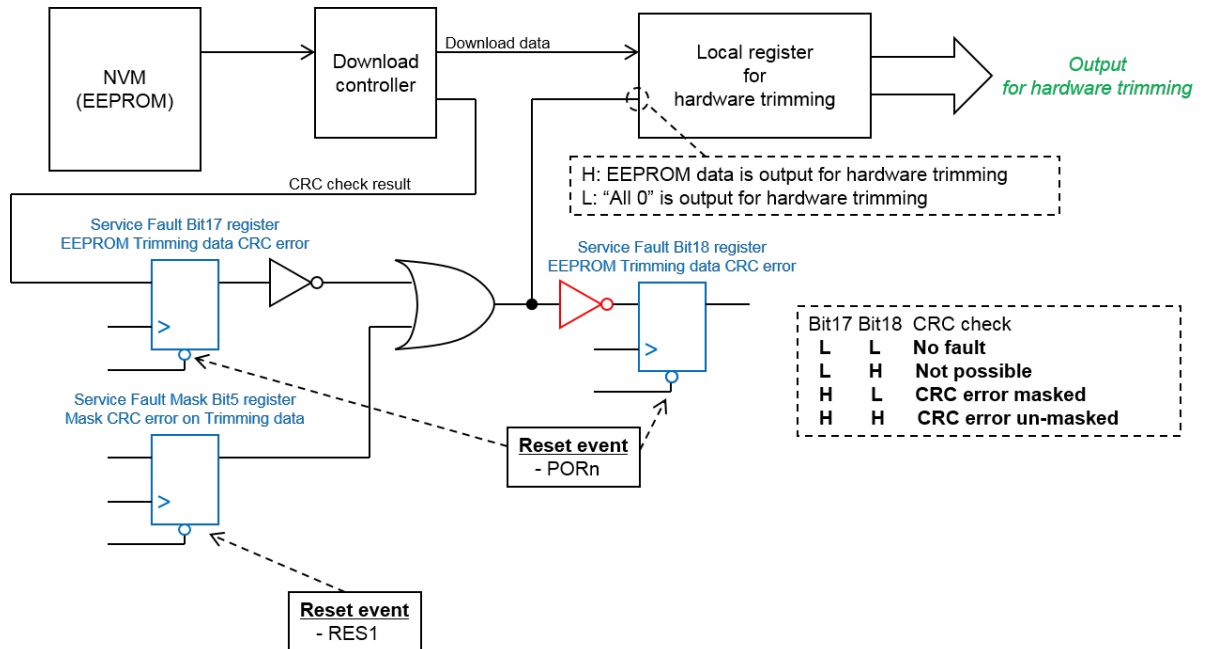 NVM
(EEPROM)
Download
controller
Download data
Local register
for
hardware trimming
Output
for hardware trimming
H: EEPROM data is output for hardware trimming
L: “All 0” is output for hardware trimming
CRC check result
Service Fault Bit17 register
EEPROM Trimming data CRC error
>
Service Fault Bit18 register
EEPROM Trimming data CRC error
>
Bit17 Bit18 CRC check
L L No fault
L H Not possible
H L CRC error masked
H H CRC error un-masked
Service Fault Mask Bit5 register
Mask CRC error on Trimming data
>
Reset event
- PORn
Reset event
- RES1